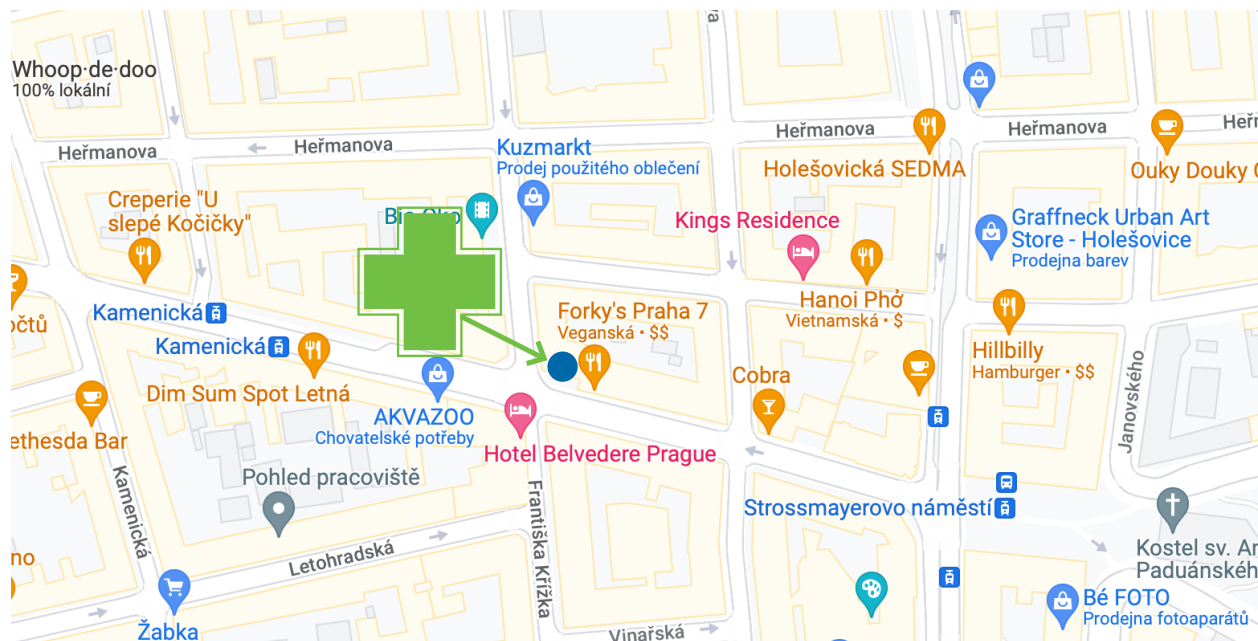 Whoop·de·doo
100% lokální
Heřmanova
Heřmanova
Heřmanova
Heřmanova
Kuzmarkt
Prodej použitého oblečení
Holešovická SEDMA
Ouky Douky
Creperie "U
slepé Kočičky"
Bio Oko
Kings Residence
Graffneck Urban Art
Store - Holešovice
Prodejna barev
Hanoi Phở
Vietnamská • $
Kamenická
Kamenická
Forky's Praha 7
Veganská • $$
Hillbilly
Hamburger • $$
Dim Sum Spot Letná
Cobra
Janovského
AKVAZOO
Chovatelské potřeby
ethesda Bar
Hotel Belvedere Prague
Pohled pracoviště
Kamenická
Františka Křížka
Strossmayerovo náměstí
Letohradská
Kostel sv. An
Paduánskéh
Bé FOTO
Prodejna fotoaparátů
Žabka
Vinařská